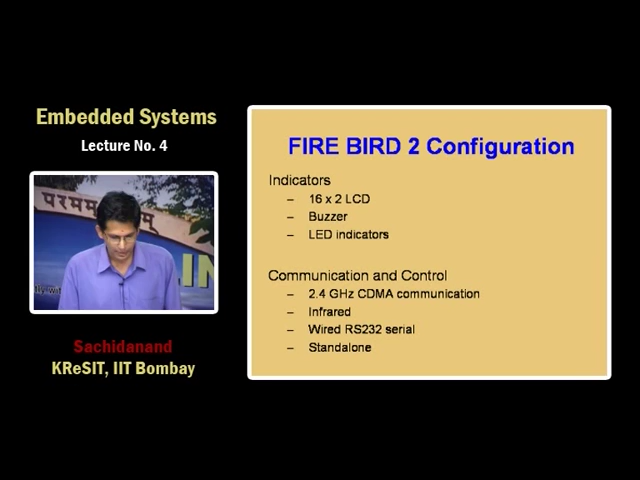 Embedded Systems
Lecture No. 4
परमम
Sachidanand
KReSIT, IIT Bombay
FIRE BIRD 2 Configuration
Indicators
– 16 x 2 LCD
– Buzzer
– LED indicators
Communication and Control
– 2.4 GHz CDMA communication
– Infrared
– Wired RS232 serial
– Standalone